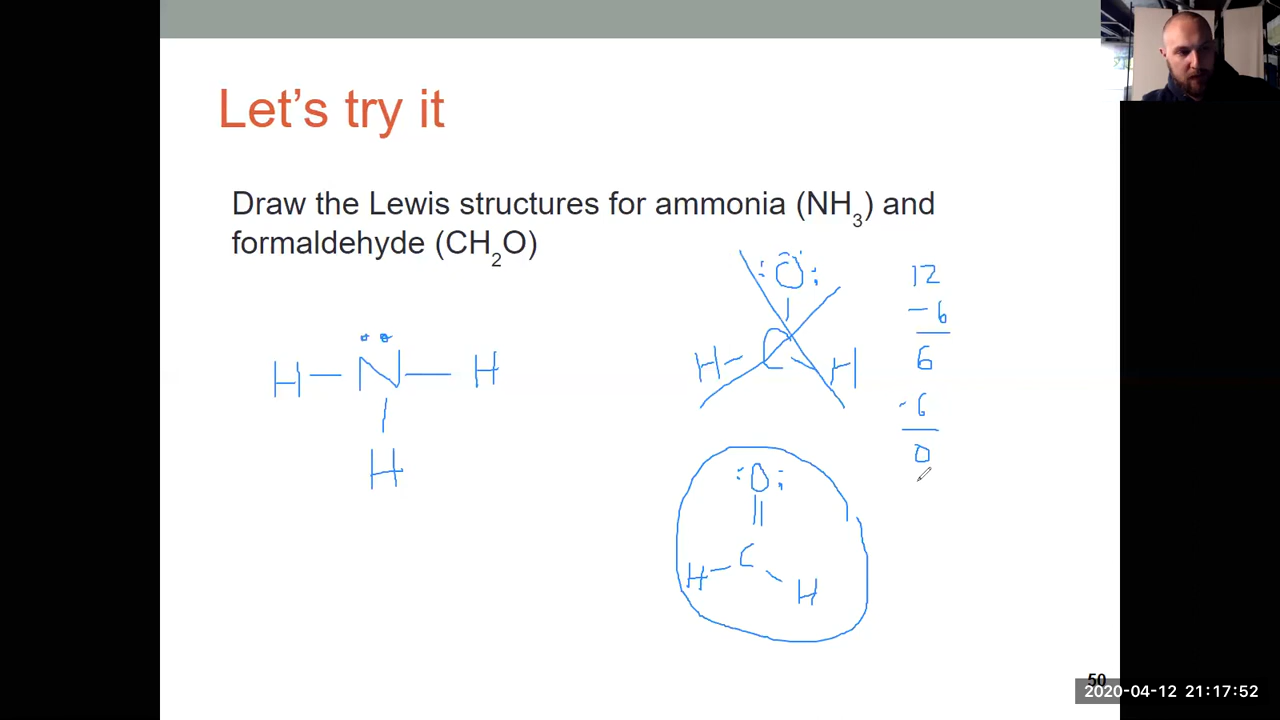 Let's try it
Draw the Lewis structures for ammonia (NH3) and
formaldehyde (CH2O)
H — N — H
H
:O:
H - C - H
12
- 6
6
- 6
0
:O:
H - C - H
50
2020-04-12 21:17:52